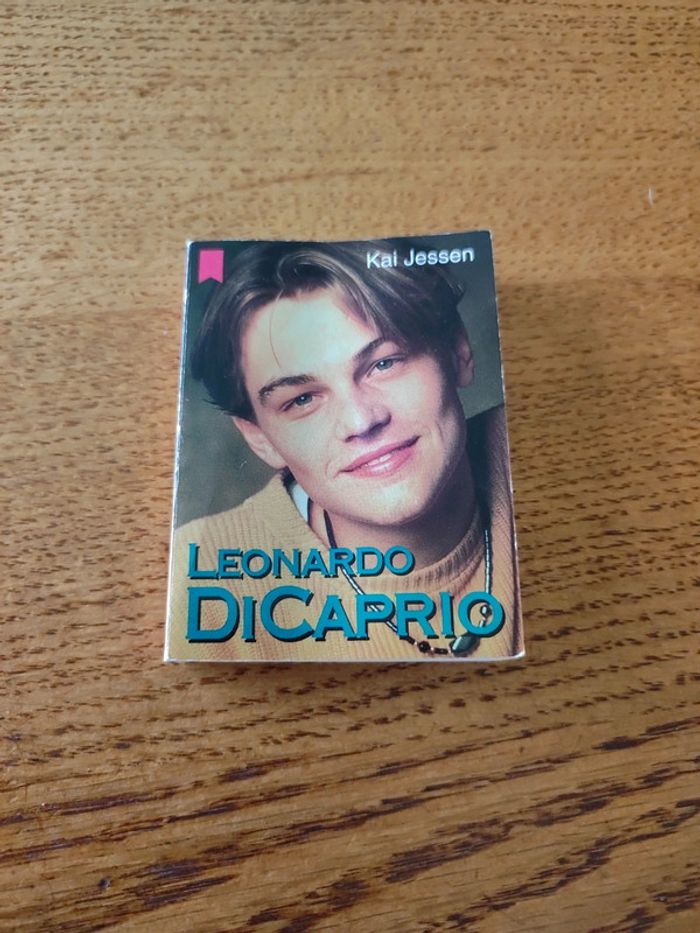 Kai Jessen
LEONARDO
DICAPRIO